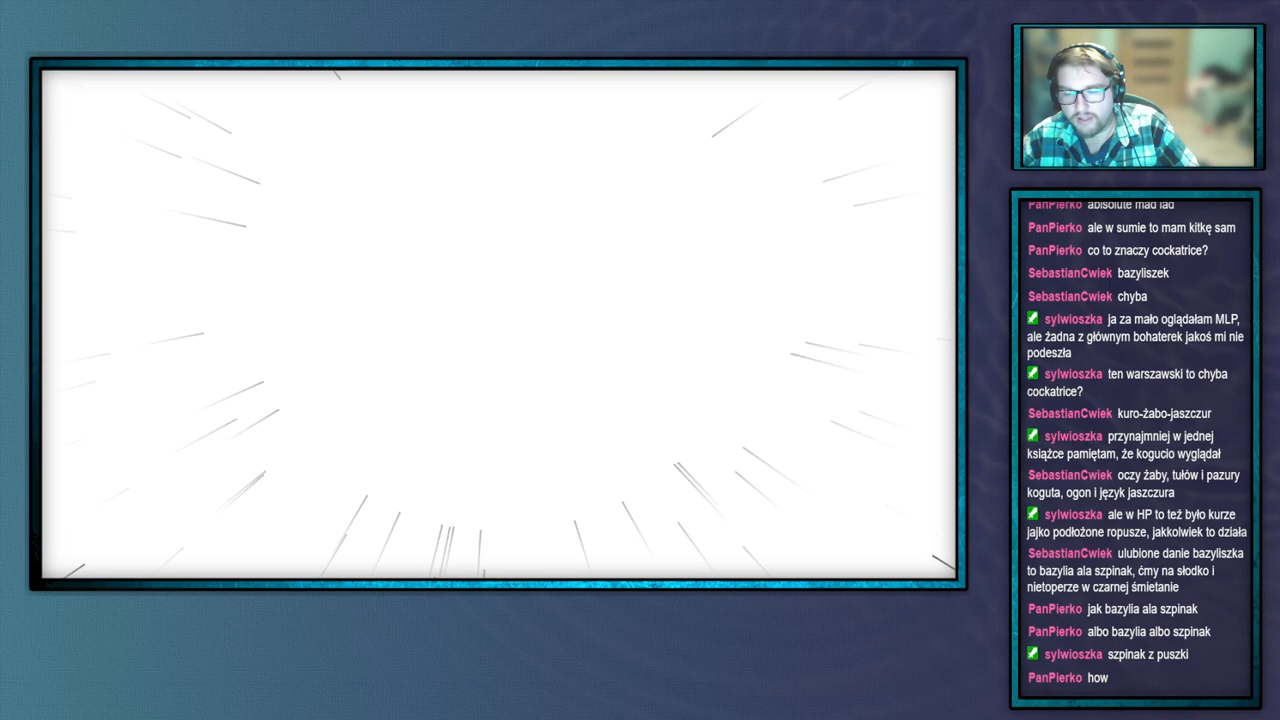 PanPierko abisolute mad lad
PanPierko ale w sumie to mam kitkę sam
PanPierko co to znaczy cockatrice?
SebastianCwiek bazyliszek
SebastianCwiek chyba
sylwioszka ja za mało oglądałam MLP,
ale żadna z głównym bohaterek jakoś mi nie
podeszła
sylwioszka ten warszawski to chyba
cockatrice?
SebastianCwiek kuro-żabo-jaszczur
sylwioszka przynajmniej w jednej
książce pamiętam, że kogucio wyglądał
SebastianCwiek oczy żaby, tułów i pazury
koguta, ogon i język jaszczura
sylwioszka ale w HP to też było kurze
jajko podłożone ropusze, jakkolwiek to działa
SebastianCwiek ulubione danie bazyliszka
to bazylia ala szpinak, ćmy na słodko i
nietoperze w czarnej śmietanie
PanPierko jak bazylia ala szpinak
PanPierko albo bazylia albo szpinak
sylwioszka szpinak z puszki
PanPierko how